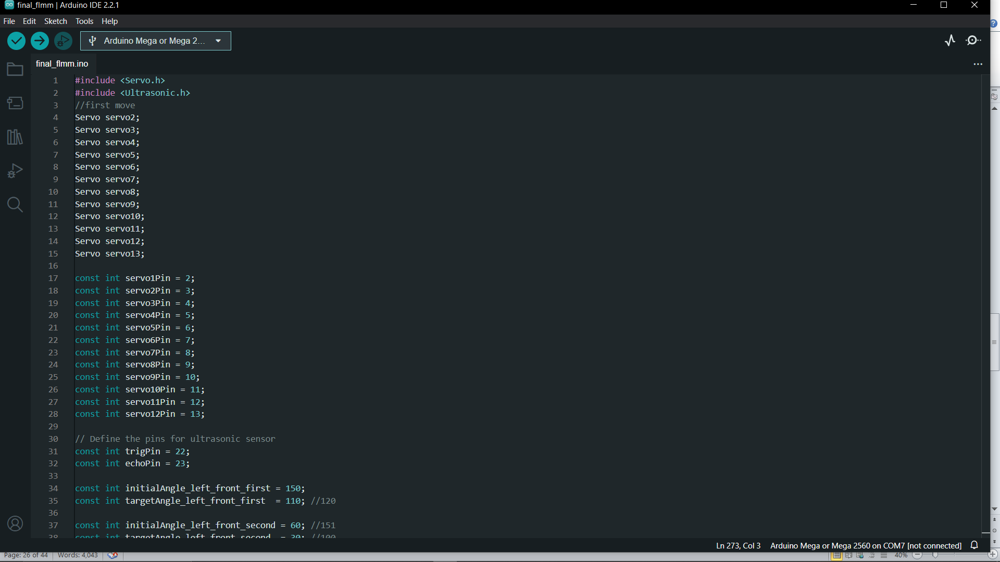 final_flmm | Arduino IDE 2.2.1
File Edit Sketch Tools Help
Arduino Mega or Mega 2...
final_flmm.ino
1 #include <Servo.h>
2 #include <Ultrasonic.h>
3 //first move
4 Servo servo2;
5 Servo servo3;
6 Servo servo4;
7 Servo servo5;
8 Servo servo6;
9 Servo servo7;
10 Servo servo8;
11 Servo servo9;
12 Servo servo10;
13 Servo servo11;
14 Servo servo12;
15 Servo servo13;
16
17 const int servo1Pin = 2;
18 const int servo2Pin = 3;
19 const int servo3Pin = 4;
20 const int servo4Pin = 5;
21 const int servo5Pin = 6;
22 const int servo6Pin = 7;
23 const int servo7Pin = 8;
24 const int servo8Pin = 9;
25 const int servo9Pin = 10;
26 const int servo10Pin = 11;
27 const int servo11Pin = 12;
28 const int servo12Pin = 13;
29
30 // Define the pins for ultrasonic sensor
31 const int trigPin = 22;
32 const int echoPin = 23;
33
34 const int initialAngle_left_front_first = 150;
35 const int targetAngle_left_front_first  = 110; //120
36
37 const int initialAngle_left_front_second = 60; //151
38 const int targetAngle_left_front_second  = 30; //100
Ln 273, Col 3 Arduino Mega or Mega 2560 on COM7 [not connected]
Page: 26 of 44 Words: 4,043 40%